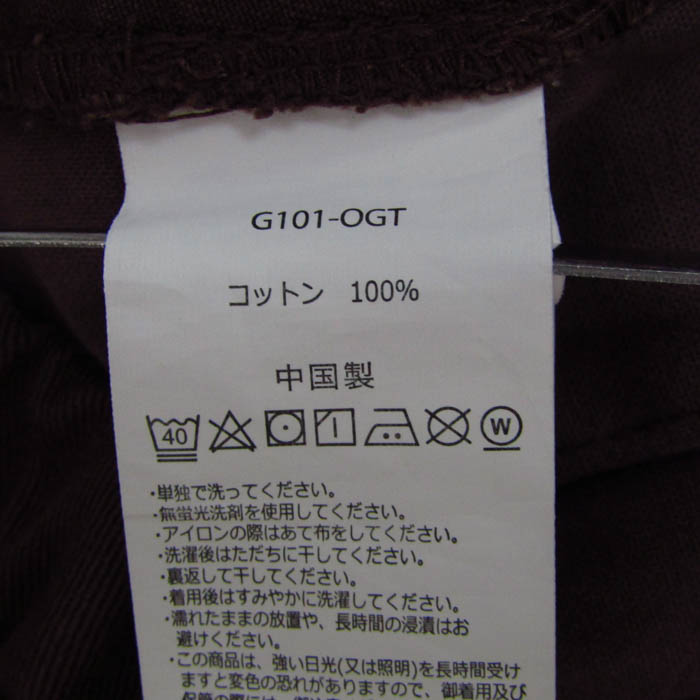 G101-OGT
コットン 100%
中国製
40 W
・単独で洗ってください。
・無蛍光洗剤を使用してください。
・アイロンの際はあて布をしてください。
・洗濯後はただちに干してください。
・裏返して干してください。
・着用後はすみやかに洗濯してください。
・濡れたままの放置や、長時間の浸漬はお
避けください。
・この商品は、強い日光(又は照明)を長時間受け
ますと変色の恐れがありますので、御着用及び
保管の際には、